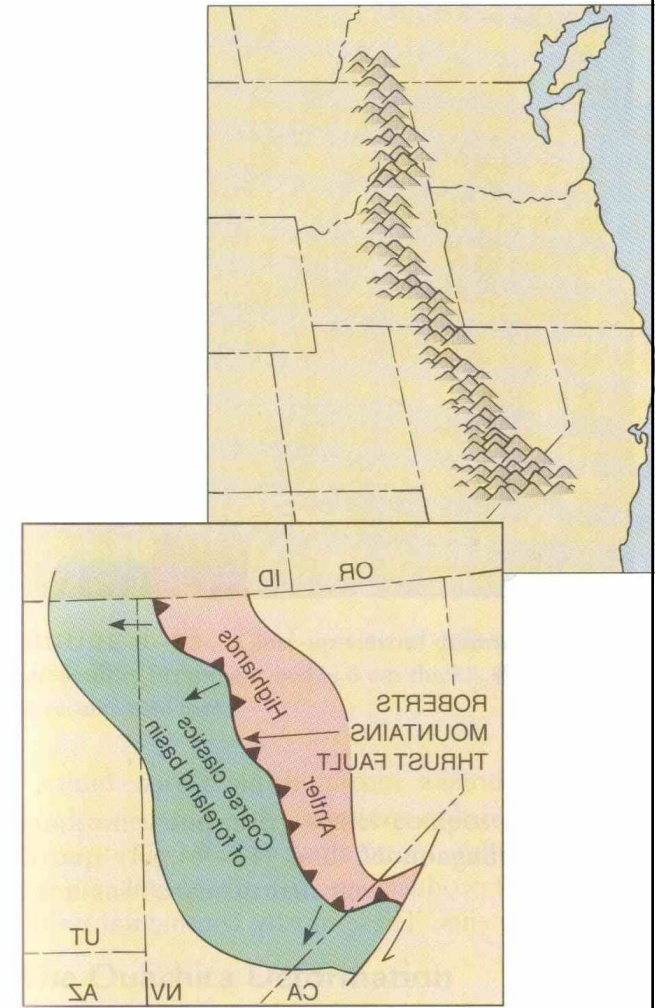 OR
ID
Highlands
ROBERTS
MOUNTAINS
THRUST FAULT
Antler
Coarse clastics
of foreland basin
UT
AZ
NV
CA